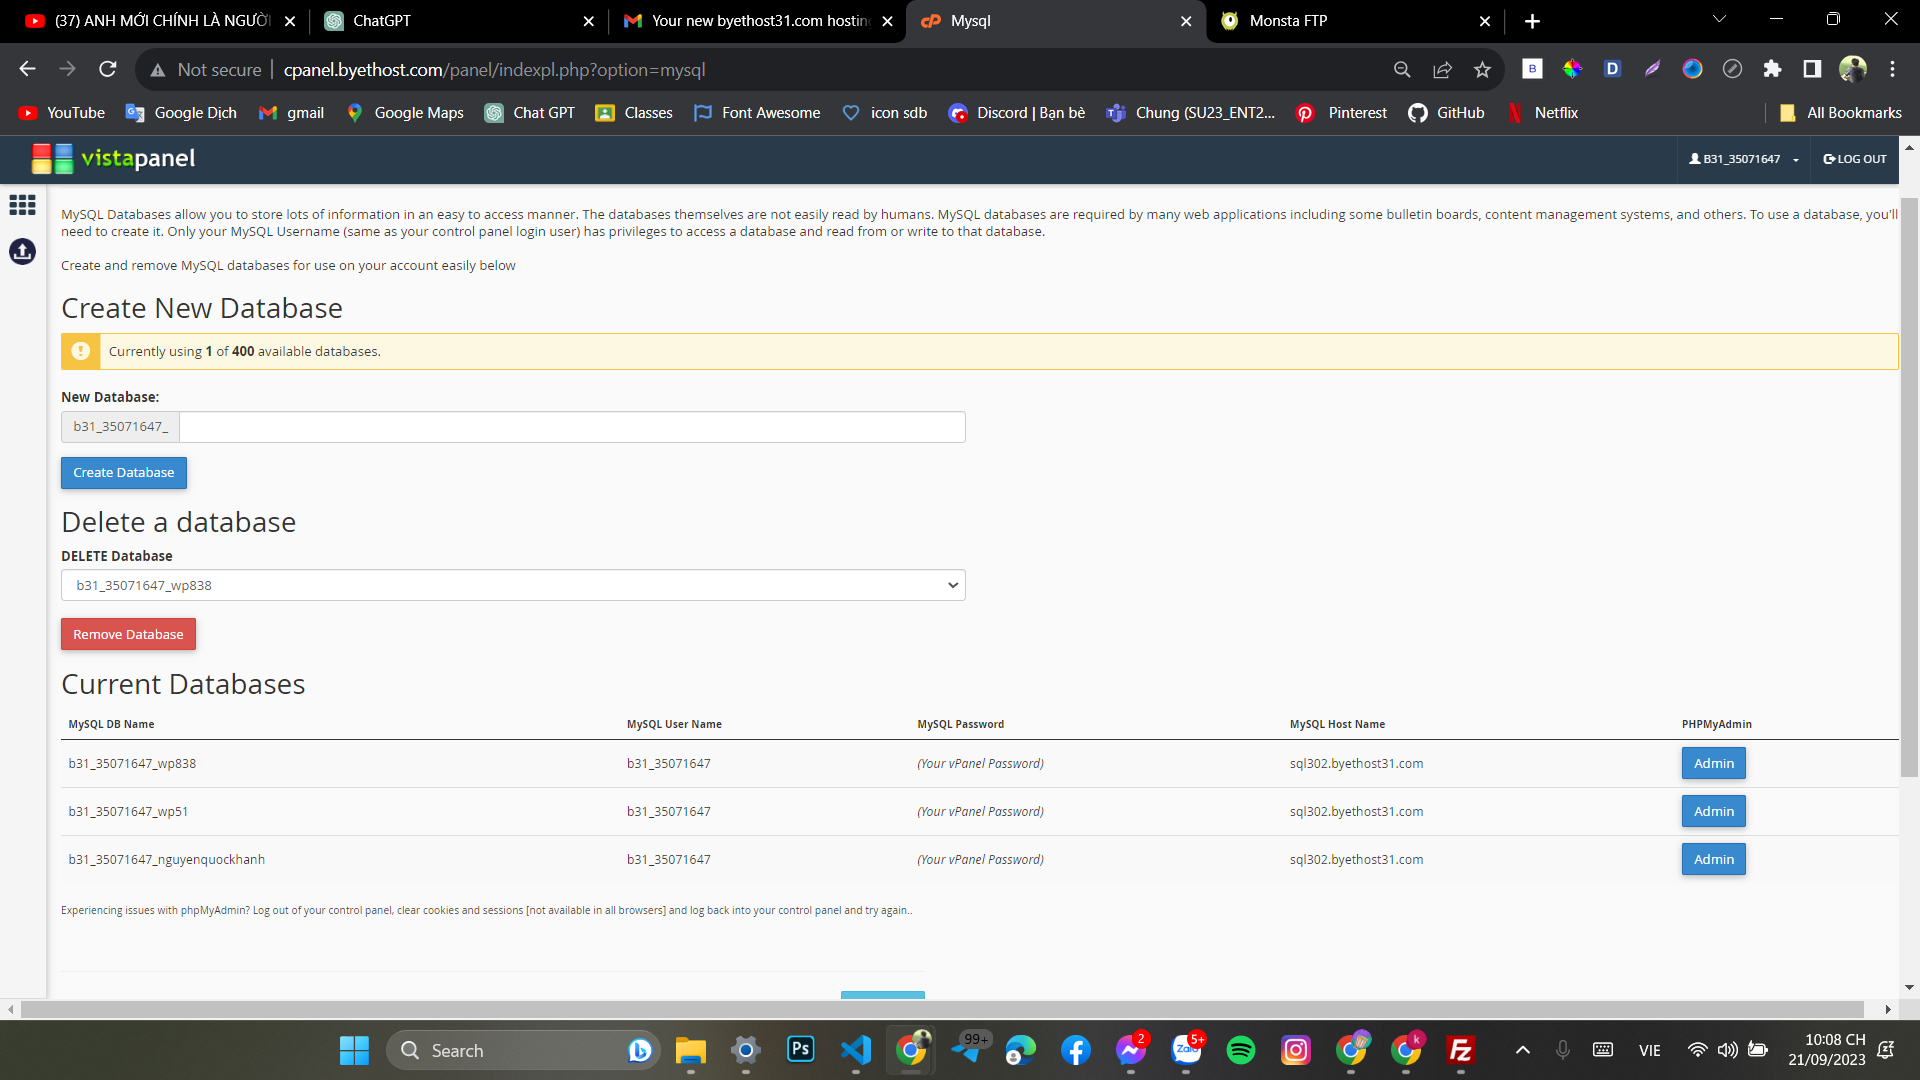 (37) ANH MỚI CHÍNH LÀ NGƯỜI
ChatGPT
Your new byethost31.com hosting
Mysql
Monsta FTP
Not secure
cpanel.byethost.com/panel/indexpl.php?option=mysql
YouTube
Google Dịch
gmail
Google Maps
Chat GPT
Classes
Font Awesome
icon sdb
Discord | Bạn bè
Chung (SU23_ENT2...
Pinterest
GitHub
Netflix
All Bookmarks
vistapanel
B31_35071647
LOG OUT
MySQL Databases allow you to store lots of information in an easy to access manner. The databases themselves are not easily read by humans. MySQL databases are required by many web applications including some bulletin boards, content management systems, and others. To use a database, you'll
need to create it. Only your MySQL Username (same as your control panel login user) has privileges to access a database and read from or write to that database.
Create and remove MySQL databases for use on your account easily below
Create New Database
Currently using 1 of 400 available databases.
New Database:
b31_35071647_
Create Database
Delete a database
DELETE Database
b31_35071647_wp838
Remove Database
Current Databases
MySQL DB Name MySQL User Name MySQL Password MySQL Host Name PHPMyAdmin
b31_35071647_wp838 b31_35071647 (Your vPanel Password) sql302.byethost31.com Admin
b31_35071647_wp51 b31_35071647 (Your vPanel Password) sql302.byethost31.com Admin
b31_35071647_nguyenquockhanh b31_35071647 (Your vPanel Password) sql302.byethost31.com Admin
Experiencing issues with phpMyAdmin? Log out of your control panel, clear cookies and sessions [not available in all browsers] and log back into your control panel and try again..
Search
Ps
99+
2
Zalo
5+
k
Fz
VIE
10:08 CH
21/09/2023